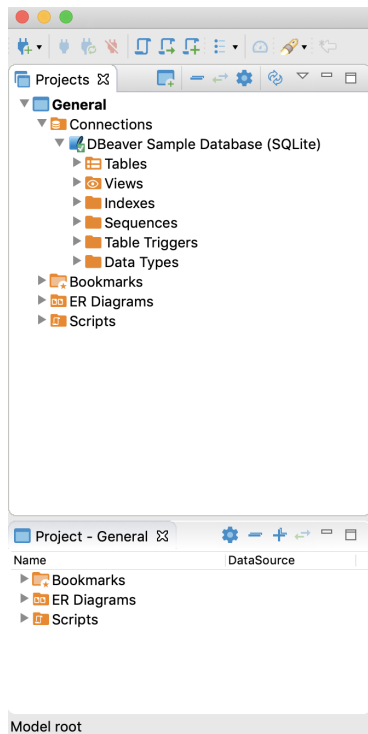 Projects
General
Connections
DBeaver Sample Database (SQLite)
Tables
Views
Indexes
Sequences
Table Triggers
Data Types
Bookmarks
ER Diagrams
Scripts
Project - General
Name DataSource
Bookmarks
ER Diagrams
Scripts
Model root